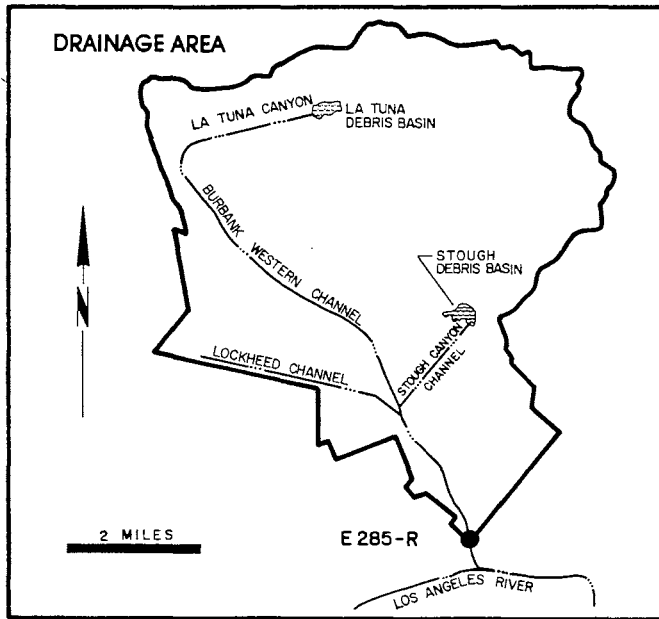 DRAINAGE AREA
LA TUNA CANYON
LA TUNA
DEBRIS BASIN
BURBANK WESTERN CHANNEL
STOUGH
DEBRIS BASIN
N
STOUGH CANYON
CHANNEL
LOCKHEED CHANNEL
2 MILES
E 285-R
LOS ANGELES RIVER